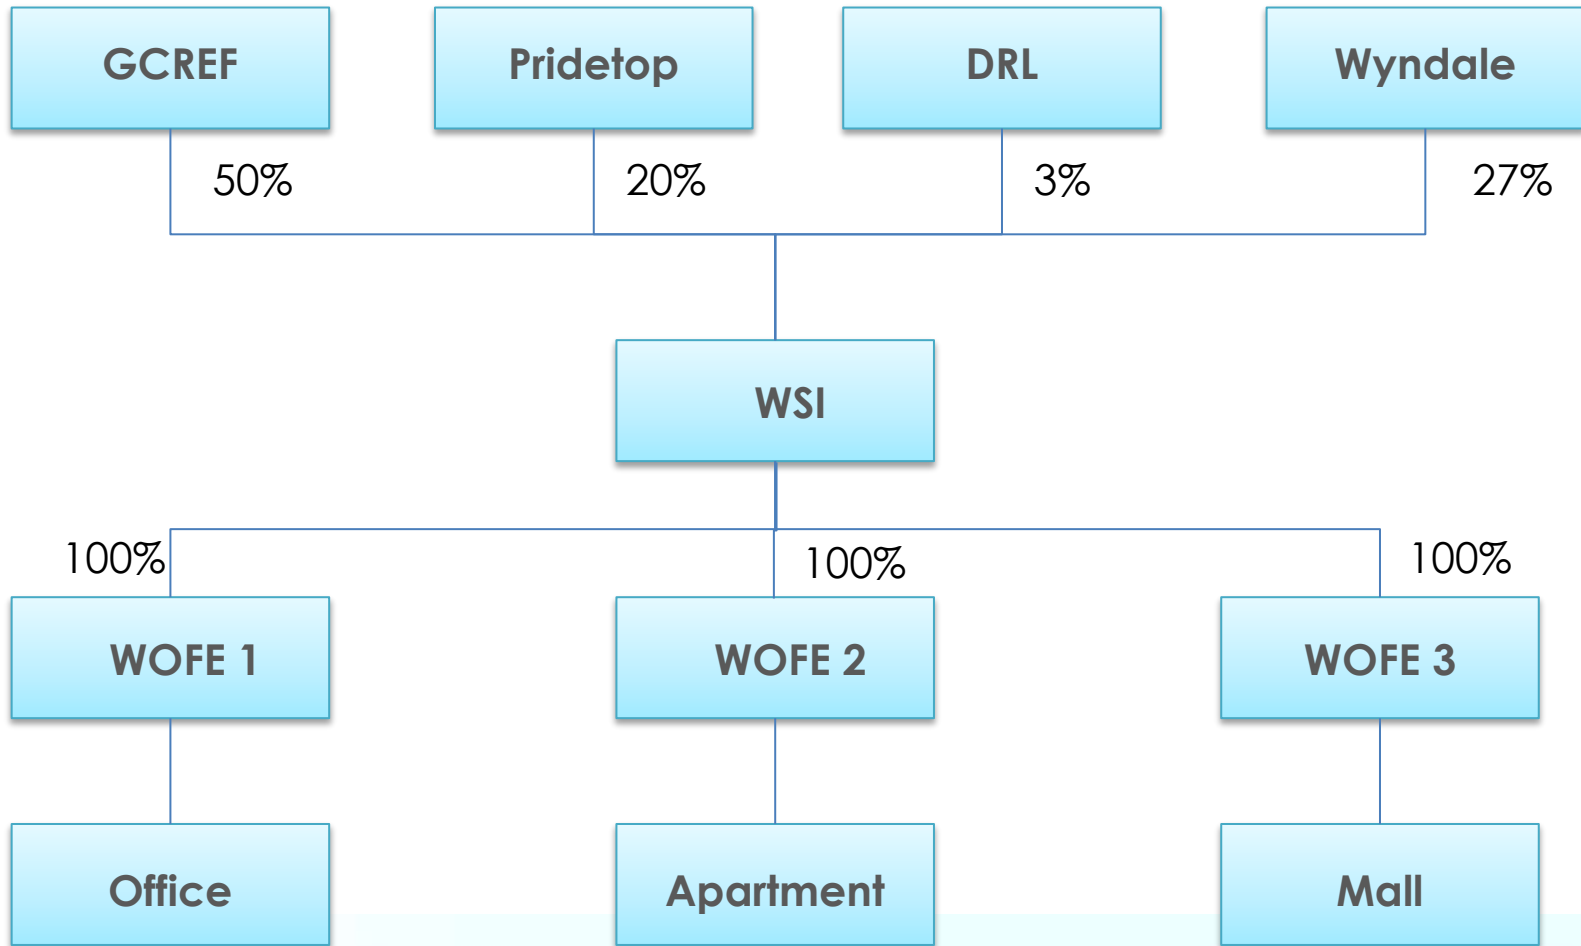 GCREF
Pridetop
DRL
Wyndale
50%
20%
3%
27%
WSI
100%
100%
100%
WOFE 1
WOFE 2
WOFE 3
Office
Apartment
Mall